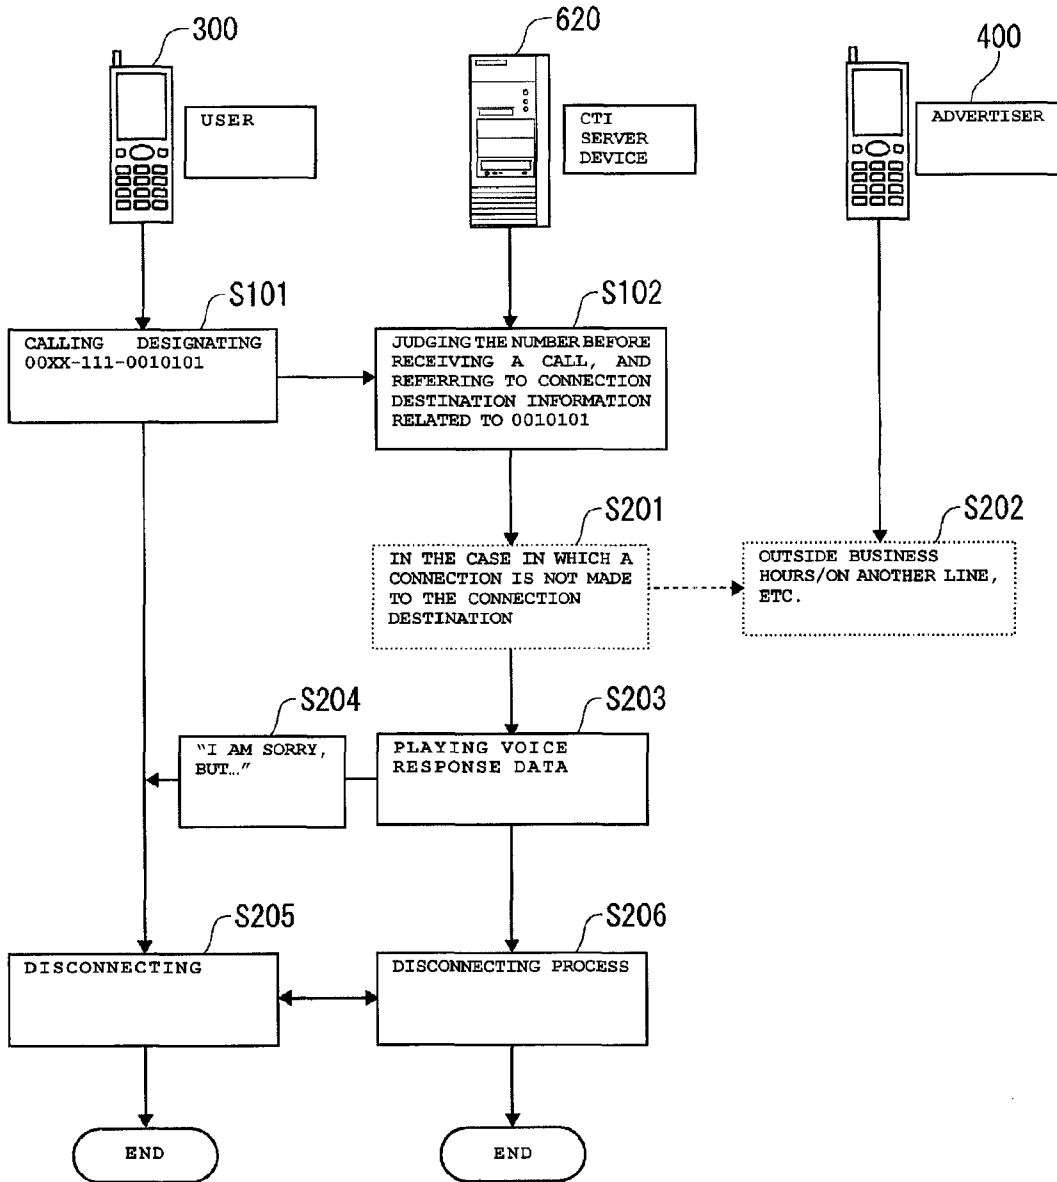 300
620
400
USER
CTI
SERVER
DEVICE
ADVERTISER
S101
S102
CALLING DESIGNATING
00XX-111-0010101
JUDGING THE NUMBER BEFORE
RECEIVING A CALL, AND
REFERRING TO CONNECTION
DESTINATION INFORMATION
RELATED TO 0010101
S201
S202
IN THE CASE IN WHICH A
CONNECTION IS NOT MADE
TO THE CONNECTION
DESTINATION
OUTSIDE BUSINESS
HOURS/ON ANOTHER LINE,
ETC.
S204
S203
"I AM SORRY,
BUT…"
PLAYING VOICE
RESPONSE DATA
S205
S206
DISCONNECTING
DISCONNECTING PROCESS
END
END